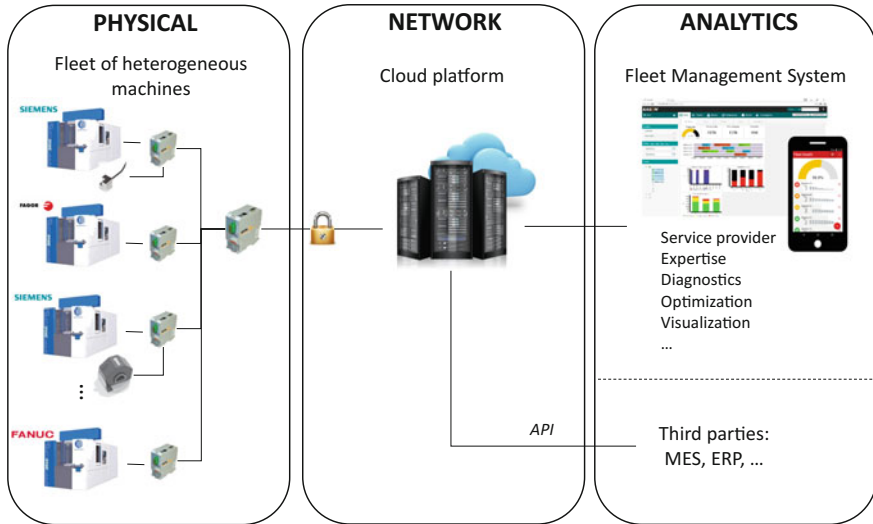 PHYSICAL
Fleet of heterogeneous
machines
SIEMENS
FAGOR
SIEMENS
...
FANUC
NETWORK
Cloud platform
API
ANALYTICS
Fleet Management System
Service provider
Expertise
Diagnostics
Optimization
Visualization
...
Third parties:
MES, ERP, ...